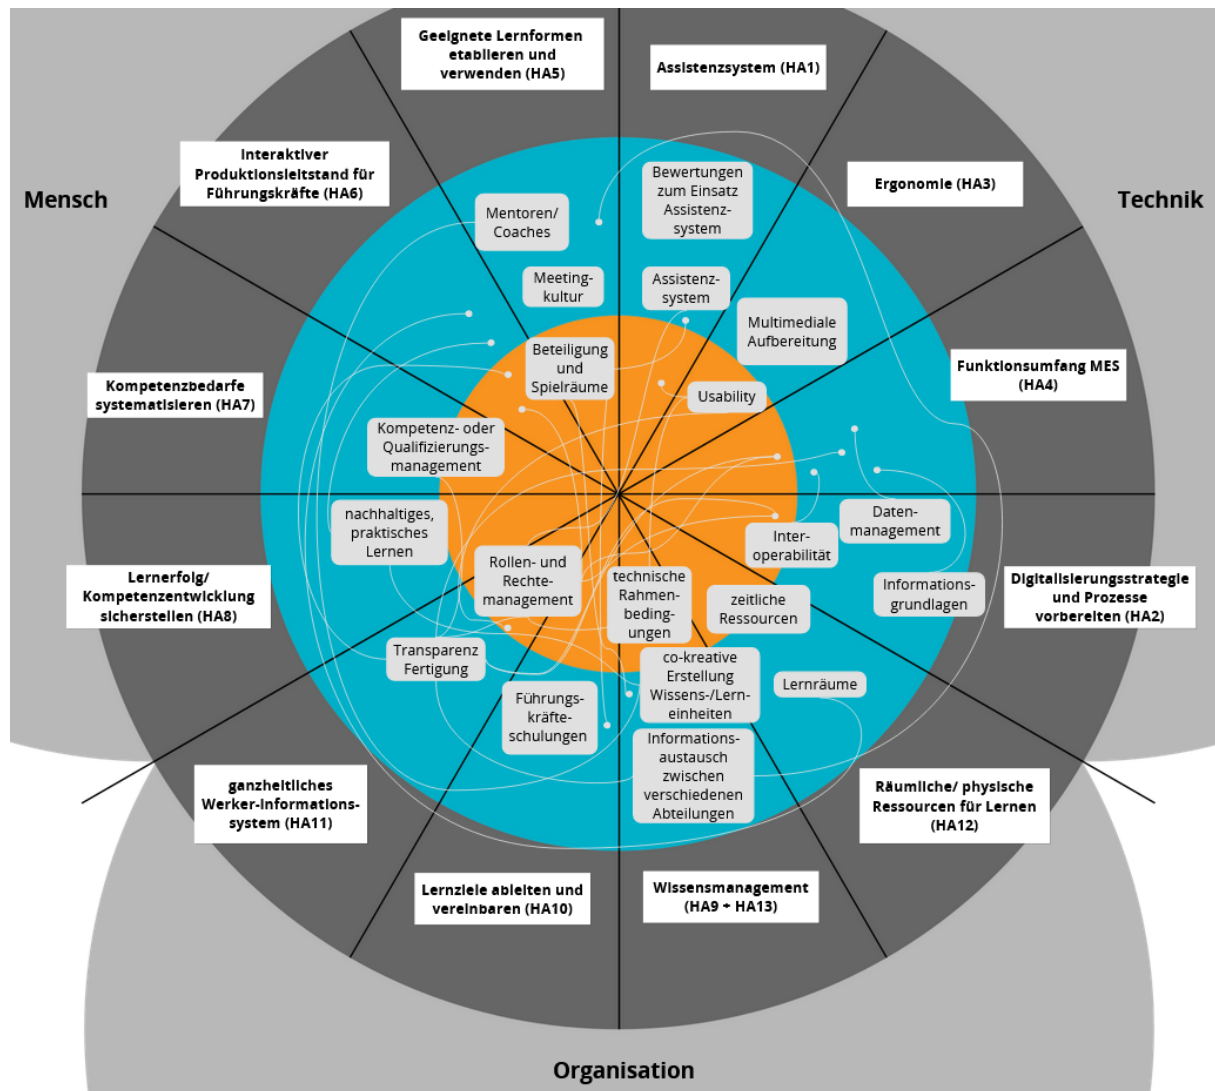 Geeignete Lernformen
etablieren und
verwenden (HA5)
Assistenzsystem (HA1)
interaktiver
Produktionsleitstand für
Führungskräfte (HA6)
Ergonomie (HA3)
Mensch
Technik
Bewertungen
zum Einsatz
Assistenz-
system
Mentoren/
Coaches
Meeting-
kultur
Assistenz-
system
Multimediale
Aufbereitung
Beteiligung
und
Spielräume
Usability
Kompetenzbedarfe
systematisieren (HA7)
Funktionsumfang MES
(HA4)
Kompetenz- oder
Qualifizierungs-
management
nachhaltiges,
praktisches
Lernen
Daten-
management
Inter-
operabilität
Rollen- und
Rechte-
management
technische
Rahmen-
beding-
ungen
zeitliche
Ressourcen
Informations-
grundlagen
Lernerfolg/
Kompetenzentwicklung
sicherstellen (HA8)
Digitalisierungsstrategie
und Prozesse
vorbereiten (HA2)
Transparenz
Fertigung
co-kreative
Erstellung
Wissens-/Lern-
einheiten
Lernräume
Führungs-
kräfte-
schulungen
Informations-
austausch
zwischen
verschiedenen
Abteilungen
ganzheitliches
Werker-Informations-
system (HA11)
Räumliche/ physische
Ressourcen für Lernen
(HA12)
Lernziele ableiten und
vereinbaren (HA10)
Wissensmanagement
(HA9 + HA13)
Organisation